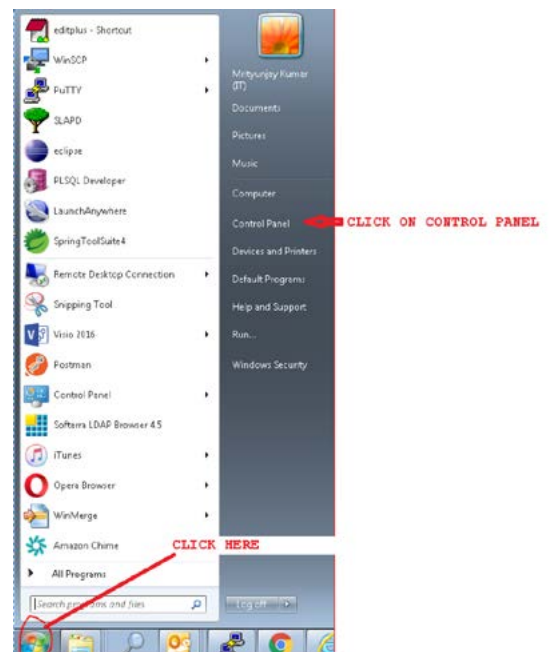 editplus - Shortcut
WinSCP
PuTTY
SLAPD
eclipse
PLSQL Developer
LaunchAnywhere
SpringToolSuite4
Remote Desktop Connection
Snipping Tool
Visio 2016
Postman
Control Panel
Softerra LDAP Browser 4.5
iTunes
Opera Browser
WinMerge
Amazon Chime
All Programs
Search programs and files
Mrityunjay Kumar
(IT)
Documents
Pictures
Music
Computer
Control Panel
Devices and Printers
Default Programs
Help and Support
Run...
Windows Security
Log off
CLICK ON CONTROL PANEL
CLICK HERE